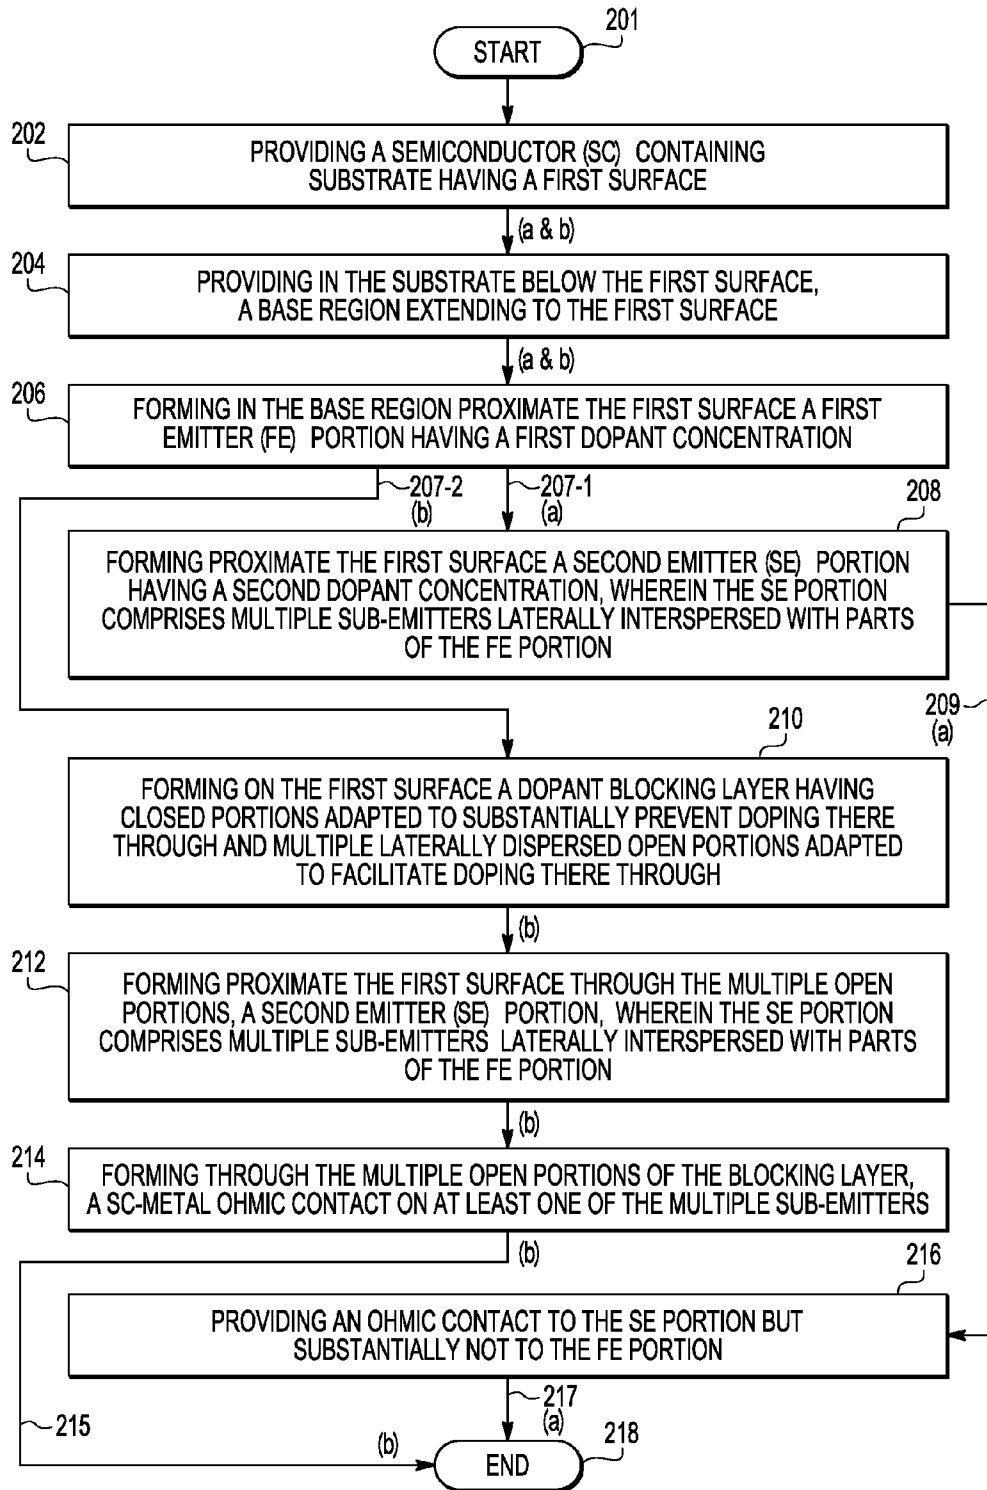 201
START
202
PROVIDING A SEMICONDUCTOR (SC) CONTAINING
SUBSTRATE HAVING A FIRST SURFACE
(a & b)
204
PROVIDING IN THE SUBSTRATE BELOW THE FIRST SURFACE,
A BASE REGION EXTENDING TO THE FIRST SURFACE
(a & b)
206
FORMING IN THE BASE REGION PROXIMATE THE FIRST SURFACE A FIRST
EMITTER (FE) PORTION HAVING A FIRST DOPANT CONCENTRATION
207-2
(b)
207-1
(a)
208
FORMING PROXIMATE THE FIRST SURFACE A SECOND EMITTER (SE) PORTION
HAVING A SECOND DOPANT CONCENTRATION, WHEREIN THE SE PORTION
COMPRISES MULTIPLE SUB-EMITTERS LATERALLY INTERSPERSED WITH PARTS
OF THE FE PORTION
209
(a)
210
FORMING ON THE FIRST SURFACE A DOPANT BLOCKING LAYER HAVING
CLOSED PORTIONS ADAPTED TO SUBSTANTIALLY PREVENT DOPING THERE
THROUGH AND MULTIPLE LATERALLY DISPERSED OPEN PORTIONS ADAPTED
TO FACILITATE DOPING THERE THROUGH
(b)
212
FORMING PROXIMATE THE FIRST SURFACE THROUGH THE MULTIPLE OPEN
PORTIONS, A SECOND EMITTER (SE) PORTION, WHEREIN THE SE PORTION
COMPRISES MULTIPLE SUB-EMITTERS LATERALLY INTERSPERSED WITH PARTS
OF THE FE PORTION
(b)
214
FORMING THROUGH THE MULTIPLE OPEN PORTIONS OF THE BLOCKING LAYER,
A SC-METAL OHMIC CONTACT ON AT LEAST ONE OF THE MULTIPLE SUB-EMITTERS
(b)
216
PROVIDING AN OHMIC CONTACT TO THE SE PORTION BUT
SUBSTANTIALLY NOT TO THE FE PORTION
217
(a)
215
(b)
218
END